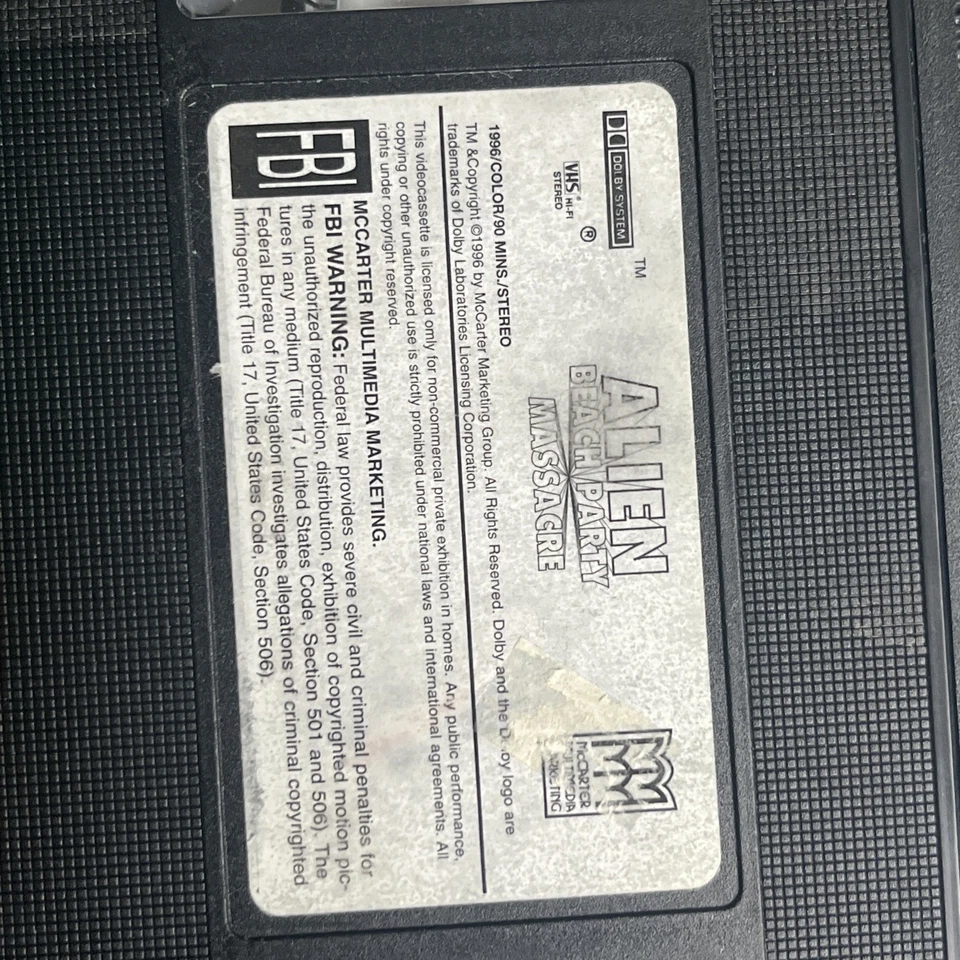 DOLBY SYSTEM
TM
VHS® HI-FI
STEREO
®
ALIEN
BEACH PARTY
MASSACRE
MCCARTER
MARKETING
1996/COLOR/90 MINS./STEREO
TM &Copyright ©1996 by McCarter Marketing Group. All Rights Reserved. Dolby and the logo are
trademarks of Dolby Laboratories Licensing Corporation.
This videocassette is licensed omly for non-commercial private exhibition in homes. Any public performance,
copying or other unauthorized use is strictly prohibited under national laws and international agreements. All
rights under copyright reserved.
FBI
MCCARTER MULTIMEDIA MARKETING.
FBI WARNING: Federal law provides severe civil and criminal penalties for
the unauthorized reproduction, distribution, exhibition of copyrighted motion pic-
tures in any medium (Title 17, United States Code, Section 501 and 506). The
Federal Bureau of Investigation investigates allegations of criminal copyrighted
infringement (Title 17, United States Code, Section 506).